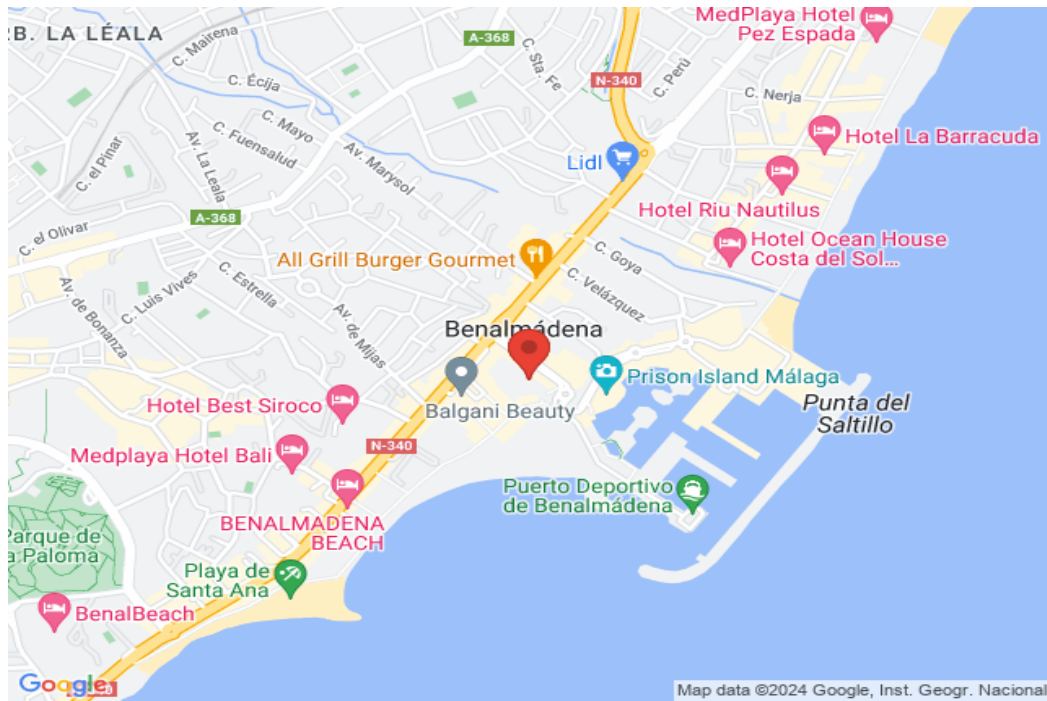 MedPlaya Hotel
Pez Espada
RB. LA LÉALA
C. Mairena
A-368
C. Sta. Fe
N-340
C. Perú
C. Écija
C. Nerja
C. Mayo
C. Fuensalud
Hotel La Barracuda
C. el Pinar
Av. La Leala
Av. Marysol
Lidl
Hotel Riu Nautilus
A-368
C. el Olivar
Hotel Ocean House
Costa del Sol...
C. Goya
All Grill Burger Gourmet
C. Luis Vives
C. Estrella
C. Velázquez
Av. de Bonanza
Av. de Mijas
Benalmádena
Prison Island Málaga
Hotel Best Siroco
Balgani Beauty
Punta del
Saltillo
N-340
Medplaya Hotel Bali
Puerto Deportivo
de Benalmádena
BENALMADENA
BEACH
Parque de
la Paloma
Playa de
Santa Ana
BenalBeach
Google
Map data ©2024 Google, Inst. Geogr. Nacional